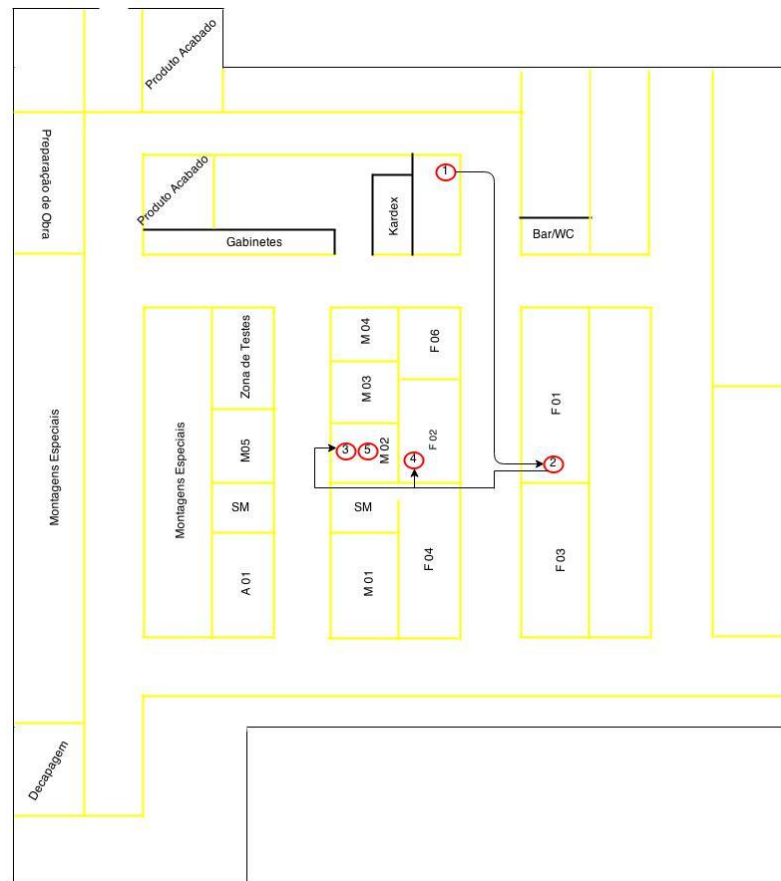 Produto Acabado
Preparação de Obra
Produto Acabado
Gabinetes
Kardex
1
Bar/WC
Montagens Especiais
Montagens Especiais
Zona de Testes
M05
SM
A 01
M 04
M 03
3
5
M 02
SM
M 01
F 06
F 02
4
F 04
F 01
2
F 03
Decapagem